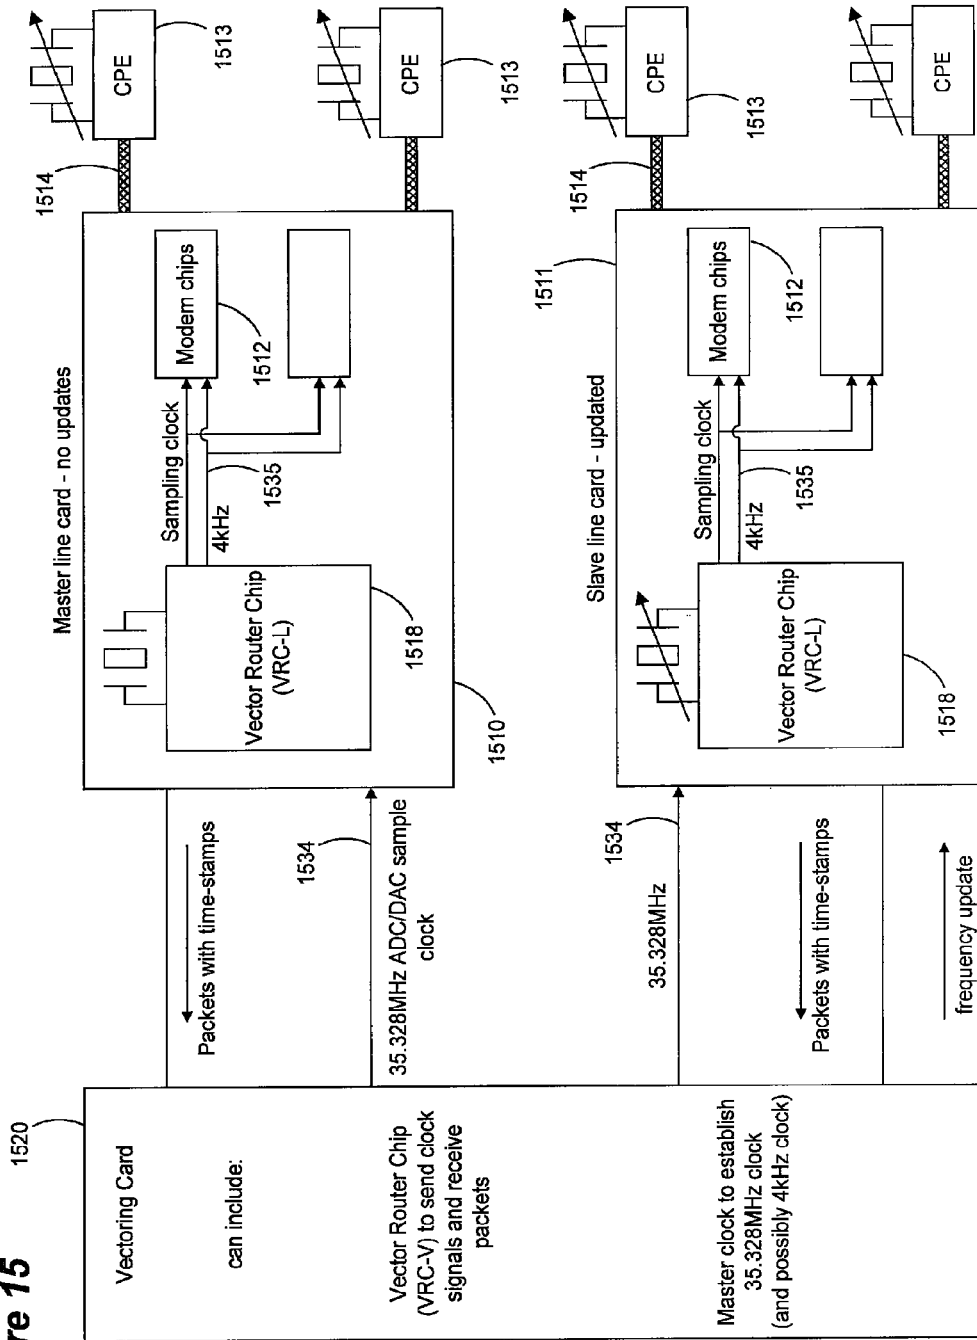 re 15
1520
Vectoring Card
can include:
Vector Router Chip
(VRC-V) to send clock
signals and receive
packets
Master clock to establish
35.328MHz clock
(and possibly 4kHz clock)
Packets with time-stamps
1534
35.328MHz ADC/DAC sample
clock
Master line card - no updates
Vector Router Chip
(VRC-L)
1518
1510
Sampling clock
4kHz
1535
Modem chips
1512
1514
CPE
1513
CPE
1513
1534
35.328MHz
Packets with time-stamps
frequency update
Slave line card - updated
1511
Vector Router Chip
(VRC-L)
1518
Sampling clock
4kHz
1535
Modem chips
1512
1514
CPE
1513
CPE